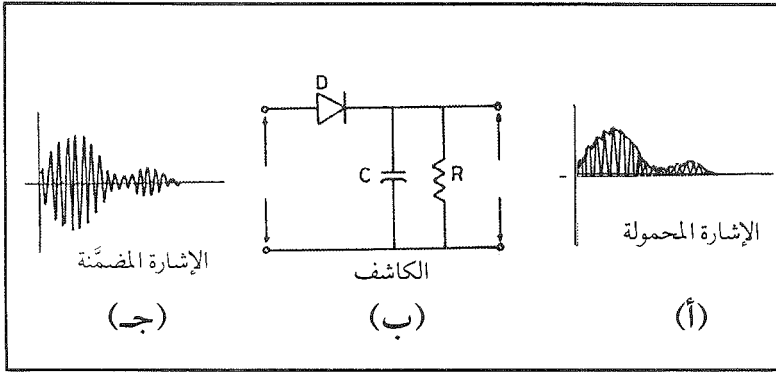 D
C
R
الإشارة المحمولة
الكاشف
الإشارة المضمَّنة
(أ)
(ب)
(جـ)